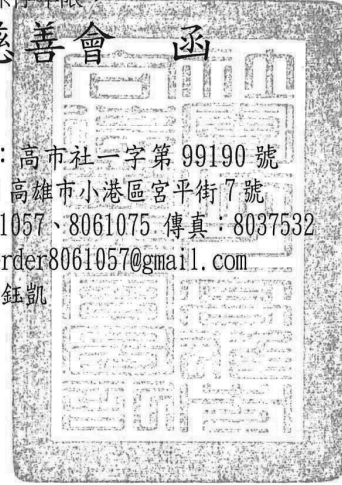 慈善會　函
：高市社一字第 99190 號
高雄市小港區宮平街 7 號
1057、8061075 傳真：8037532
rder8061057@gmail.com
鈺凱